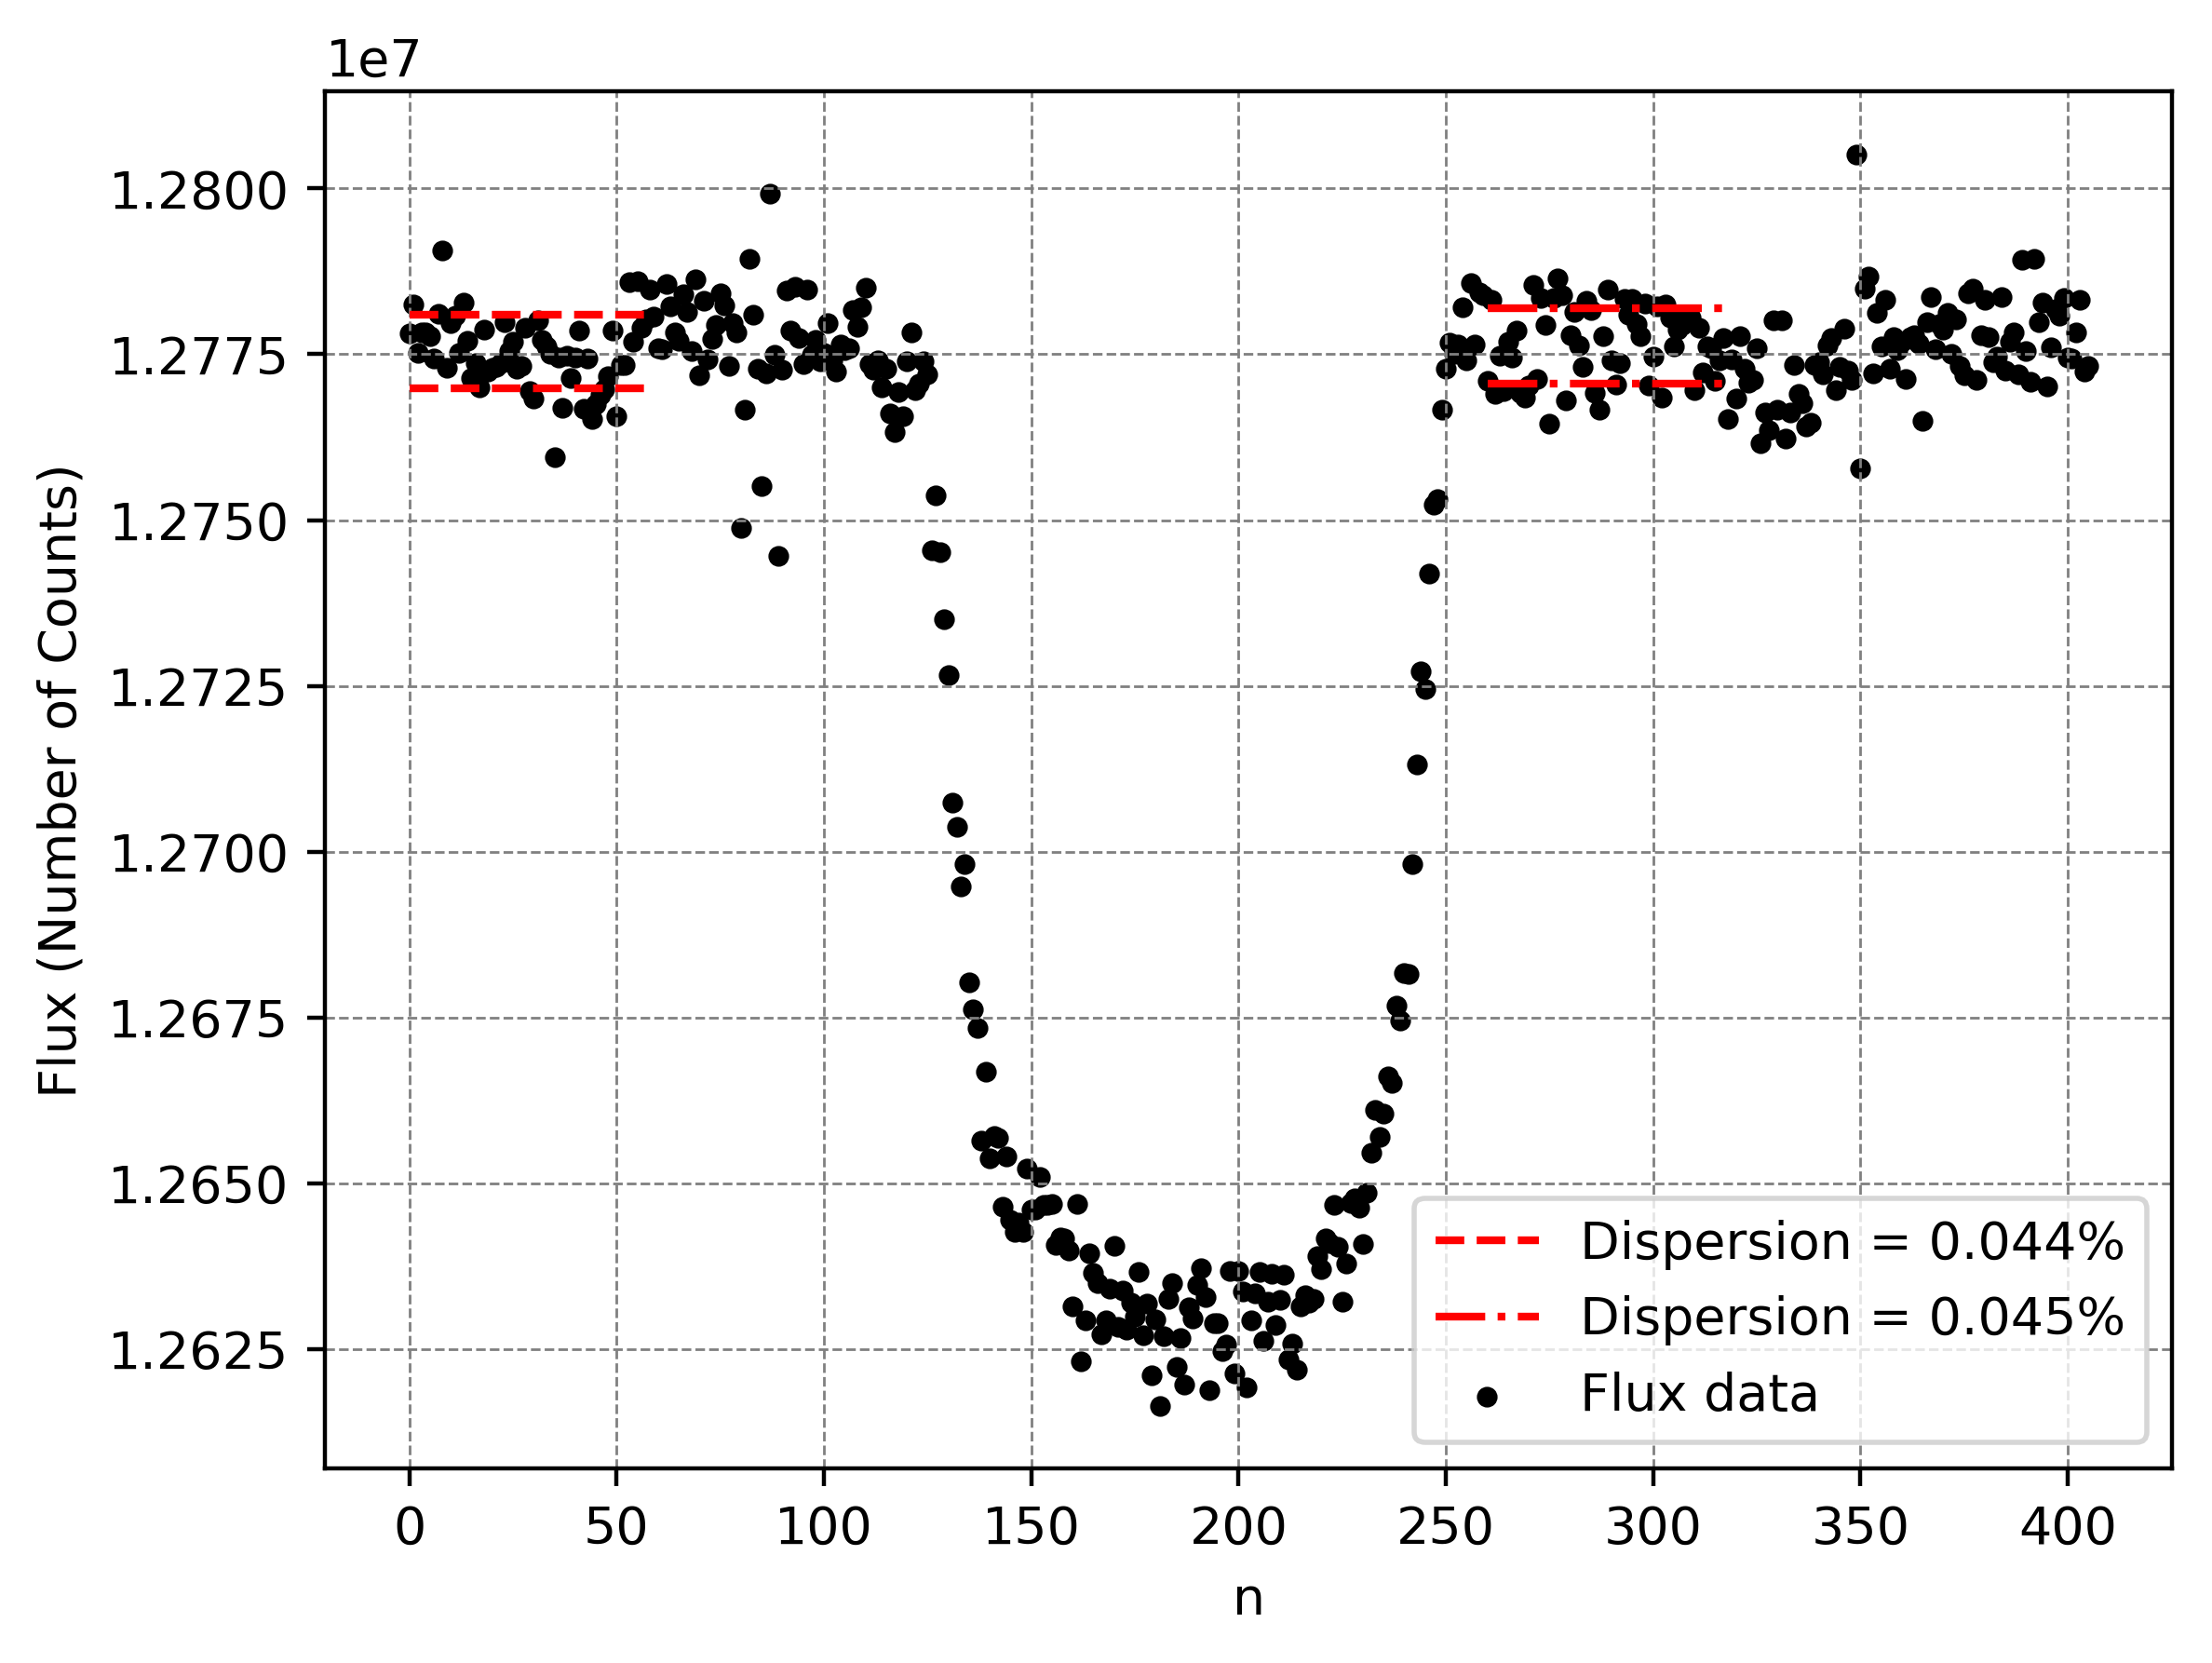 1e7
1.2800
1.2775
1.2750
1.2725
1.2700
1.2675
1.2650
1.2625
Flux (Number of Counts)
Dispersion = 0.044%
Dispersion = 0.045%
Flux data
0 50 100 150 200 250 300 350 400
n